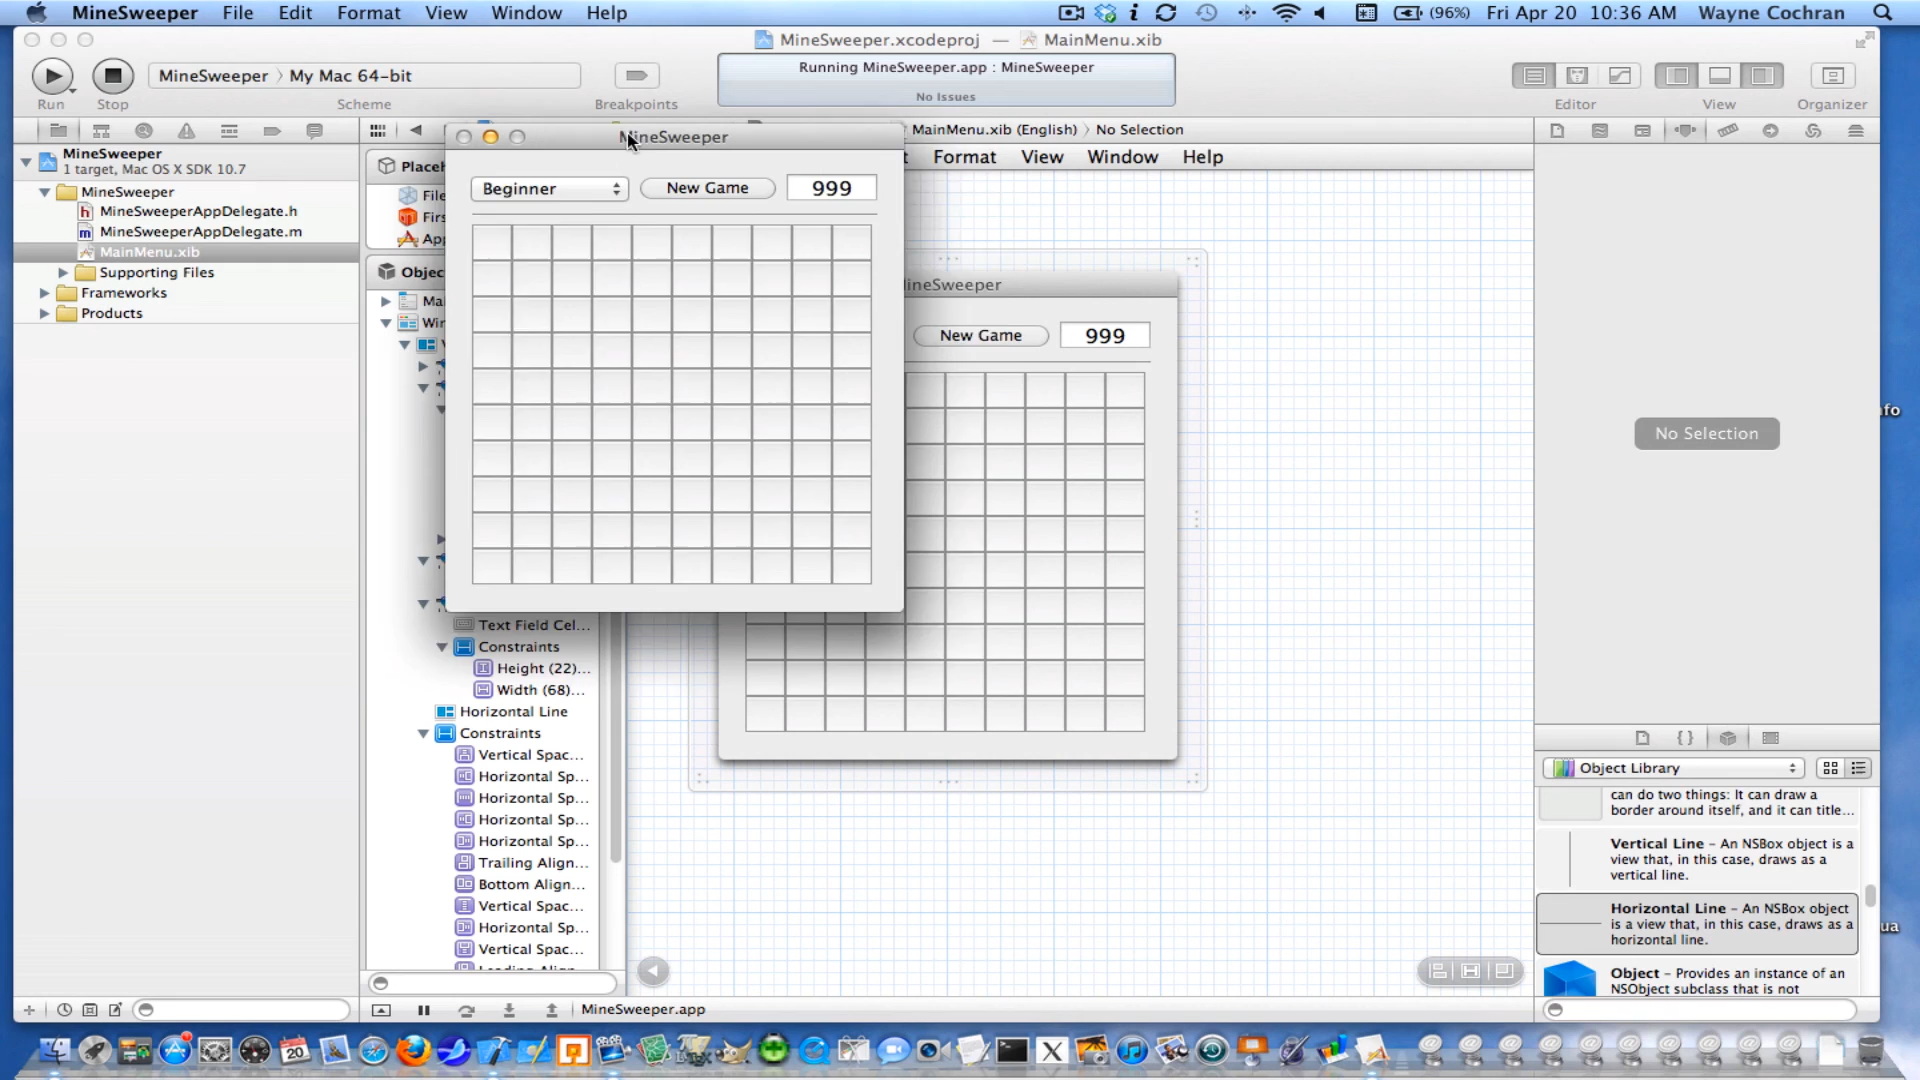 MineSweeper File Edit Format View Window Help
(96%) Fri Apr 20 10:36 AM Wayne Cochran
MineSweeper.xcodeproj — MainMenu.xib
MineSweeper My Mac 64-bit
Running MineSweeper.app : MineSweeper
No Issues
Run Stop Scheme Breakpoints Editor View Organizer
MineSweeper
1 target, Mac OS X SDK 10.7
MineSweeper
MineSweeperAppDelegate.h
MineSweeperAppDelegate.m
MainMenu.xib
Supporting Files
Frameworks
Products
MainMenu.xib (English) No Selection
Placeh
File
Firs
App
Objec
Mai
Win
V
Text Field Cel...
Constraints
Height (22)...
Width (68)...
Horizontal Line
Constraints
Vertical Spac...
Horizontal Sp...
Horizontal Sp...
Horizontal Sp...
Horizontal Sp...
Trailing Align...
Bottom Align...
Vertical Spac...
Horizontal Sp...
Vertical Spac...
MineSweeper
Beginner New Game 999
Format View Window Help
ineSweeper
New Game 999
No Selection
Object Library
can do two things: It can draw a
border around itself, and it can title...
Vertical Line – An NSBox object is a
view that, in this case, draws as a
vertical line.
Horizontal Line – An NSBox object
is a view that, in this case, draws as a
horizontal line.
Object – Provides an instance of an
NSObject subclass that is not
MineSweeper.app
20